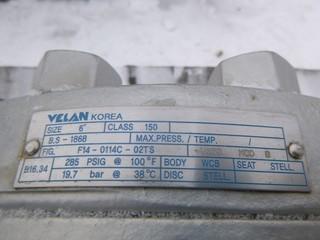 VELAN KOREA
SIZE 6" CLASS 150
B.S-1868 MAX.PRESS./TEMP. /
FIG. F14-0114C-02TS MOD B
B16.34 285 PSIG @ 100°F BODY WCB SEAT STELL.
19.7 bar @ 38°C DISC STELL.